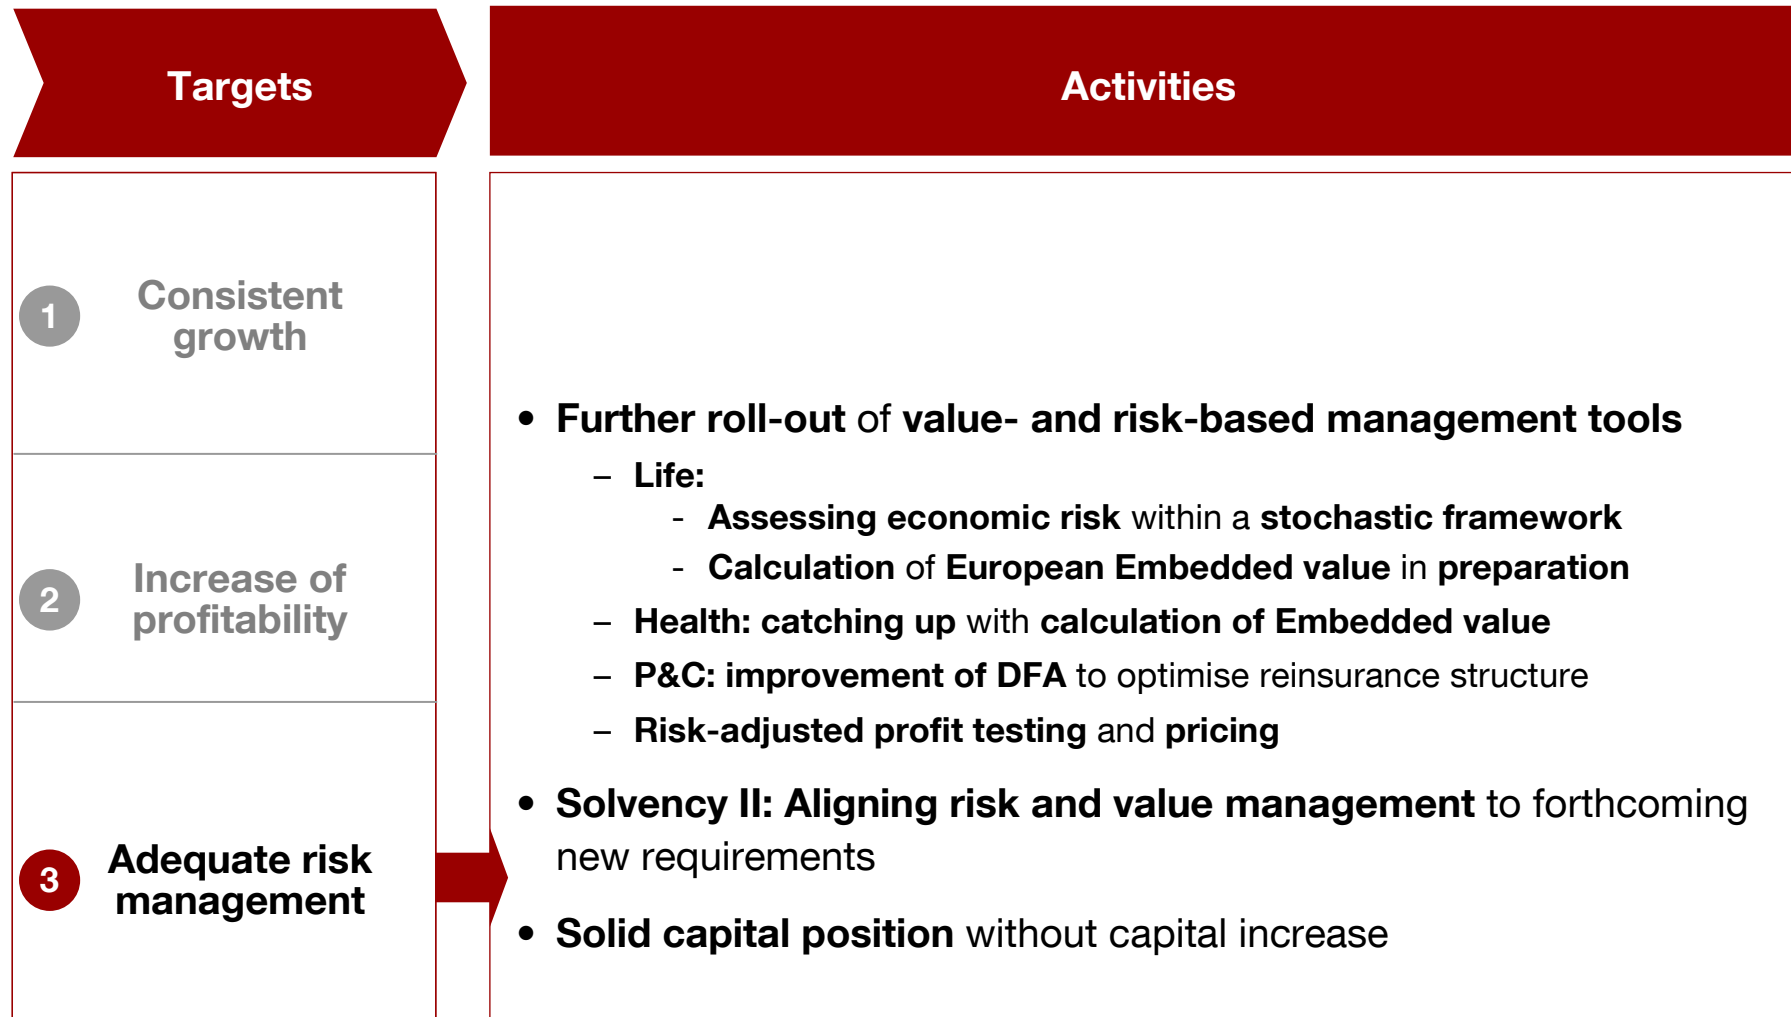 Targets
Activities
1
Consistent
growth
2
Increase of
profitability
3
Adequate risk
management
• Further roll-out of value- and risk-based management tools
– Life:
- Assessing economic risk within a stochastic framework
- Calculation of European Embedded value in preparation
– Health: catching up with calculation of Embedded value
– P&C: improvement of DFA to optimise reinsurance structure
– Risk-adjusted profit testing and pricing
• Solvency II: Aligning risk and value management to forthcoming
new requirements
• Solid capital position without capital increase